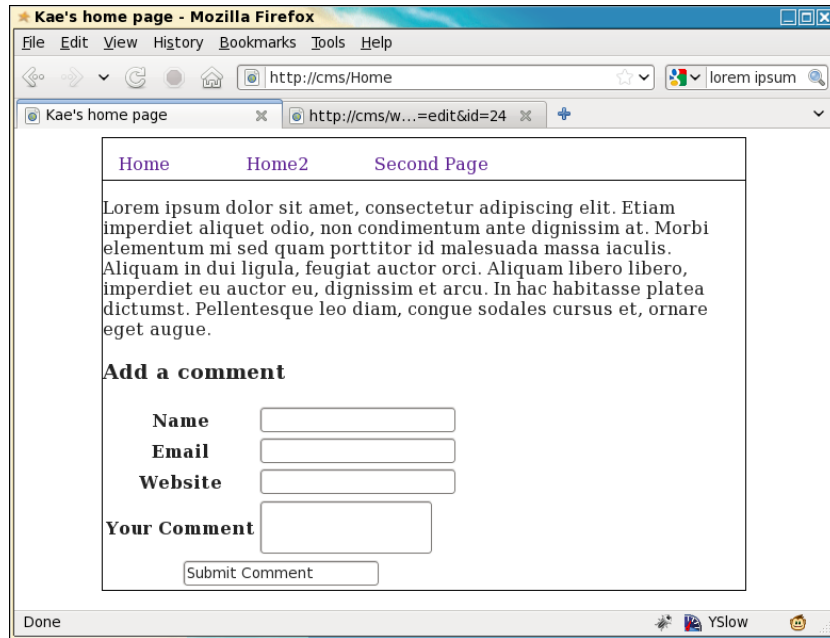 Kae's home page - Mozilla Firefox
File Edit View History Bookmarks Tools Help
http://cms/Home lorem ipsum
Kae's home page http://cms/w...=edit&id=24
Home Home2 Second Page
Lorem ipsum dolor sit amet, consectetur adipiscing elit. Etiam
imperdiet aliquet odio, non condimentum ante dignissim at. Morbi
elementum mi sed quam porttitor id malesuada massa iaculis.
Aliquam in dui ligula, feugiat auctor orci. Aliquam libero libero,
imperdiet eu auctor eu, dignissim et arcu. In hac habitasse platea
dictumst. Pellentesque leo diam, congue sodales cursus et, ornare
eget augue.
Add a comment
Name
Email
Website
Your Comment
Submit Comment
Done YSlow